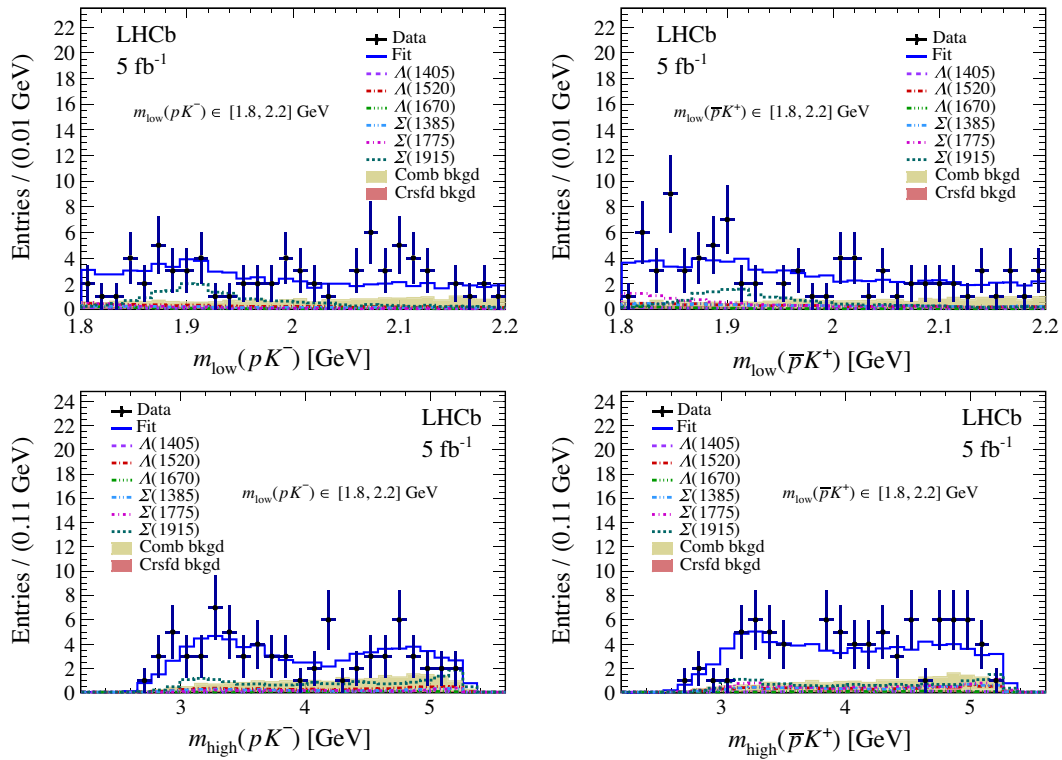 LHCb
5 fb⁻¹
m_low(pK⁻) ∈ [1.8, 2.2] GeV
Data
Fit
Λ(1405)
Λ(1520)
Λ(1670)
Σ(1385)
Σ(1775)
Σ(1915)
Comb bkgd
Crsfd bkgd
Entries / (0.01 GeV)
22
20
18
16
14
12
10
8
6
4
2
0
1.8 1.9 2 2.1 2.2
m_low(pK⁻) [GeV]
LHCb
5 fb⁻¹
m_low(p̅K⁺) ∈ [1.8, 2.2] GeV
Data
Fit
Λ(1405)
Λ(1520)
Λ(1670)
Σ(1385)
Σ(1775)
Σ(1915)
Comb bkgd
Crsfd bkgd
Entries / (0.01 GeV)
22
20
18
16
14
12
10
8
6
4
2
0
1.8 1.9 2 2.1 2.2
m_low(p̅K⁺) [GeV]
Data
Fit
Λ(1405)
Λ(1520)
Λ(1670)
Σ(1385)
Σ(1775)
Σ(1915)
Comb bkgd
Crsfd bkgd
LHCb
5 fb⁻¹
m_low(pK⁻) ∈ [1.8, 2.2] GeV
Entries / (0.11 GeV)
24
22
20
18
16
14
12
10
8
6
4
2
0
3 4 5
m_high(pK⁻) [GeV]
Data
Fit
Λ(1405)
Λ(1520)
Λ(1670)
Σ(1385)
Σ(1775)
Σ(1915)
Comb bkgd
Crsfd bkgd
LHCb
5 fb⁻¹
m_low(p̅K⁺) ∈ [1.8, 2.2] GeV
Entries / (0.11 GeV)
24
22
20
18
16
14
12
10
8
6
4
2
0
3 4 5
m_high(p̅K⁺) [GeV]